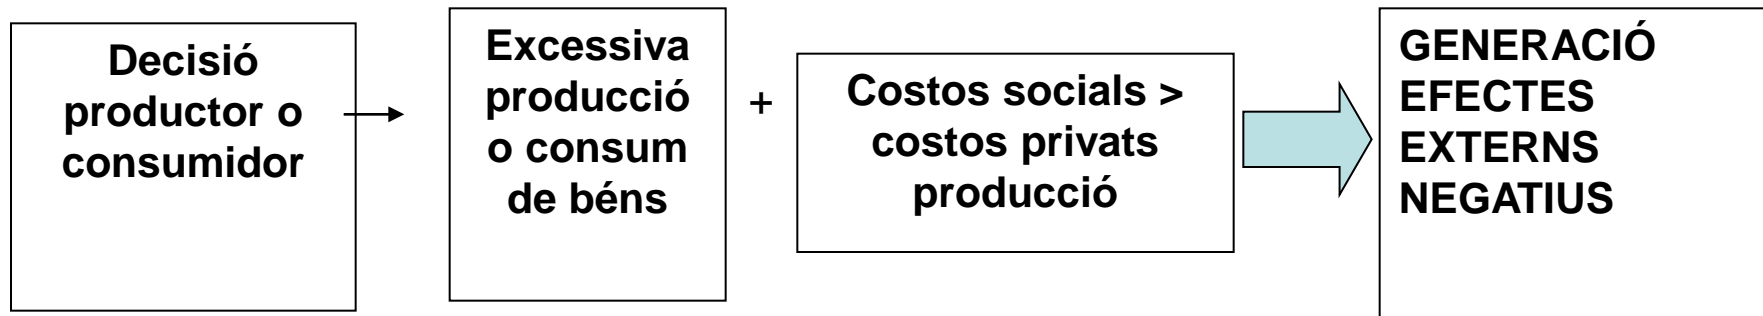 Decisió
productor o
consumidor
Excessiva
producció
o consum
de béns
+
Costos socials >
costos privats
producció
GENERACIÓ
EFECTES
EXTERNS
NEGATIUS